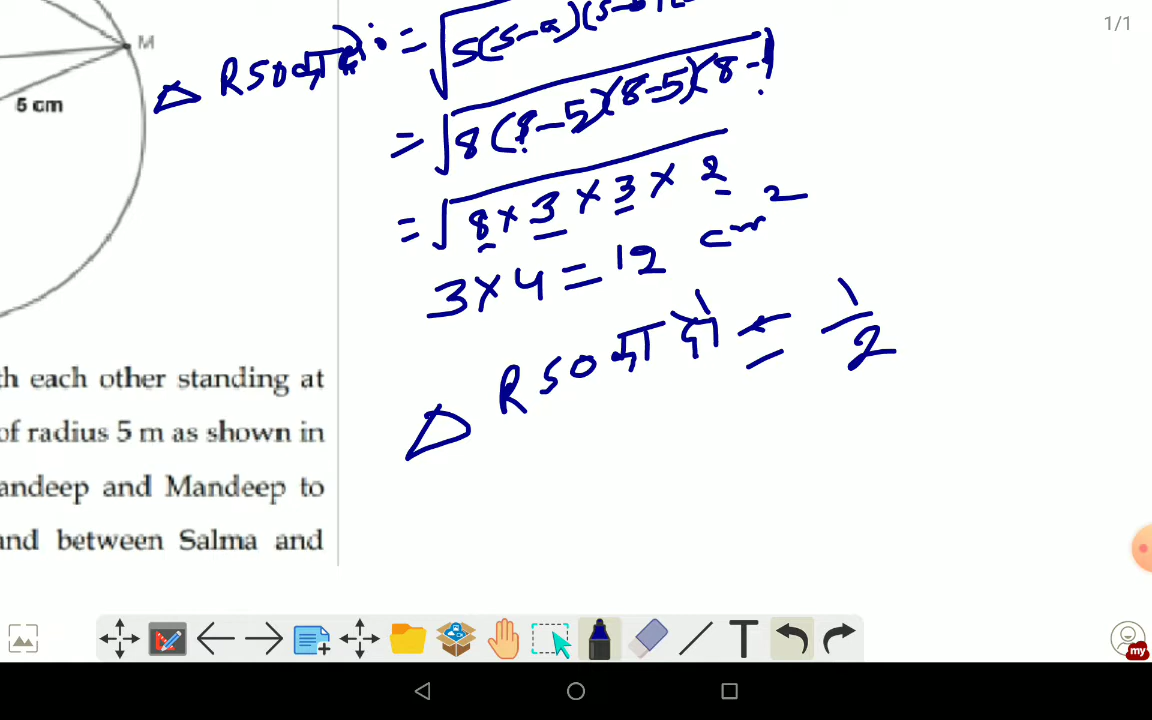 1/1
M
5 cm
Δ RSO
= √s(s-a)(s-
= √8(8-5)(8-5)(8-
= √8×3×3×2
3×4=12 cm²
Δ RSO = 1/2
th each other standing at
of radius 5 m as shown in
andeep and Mandeep to
and between Salma and
T
my